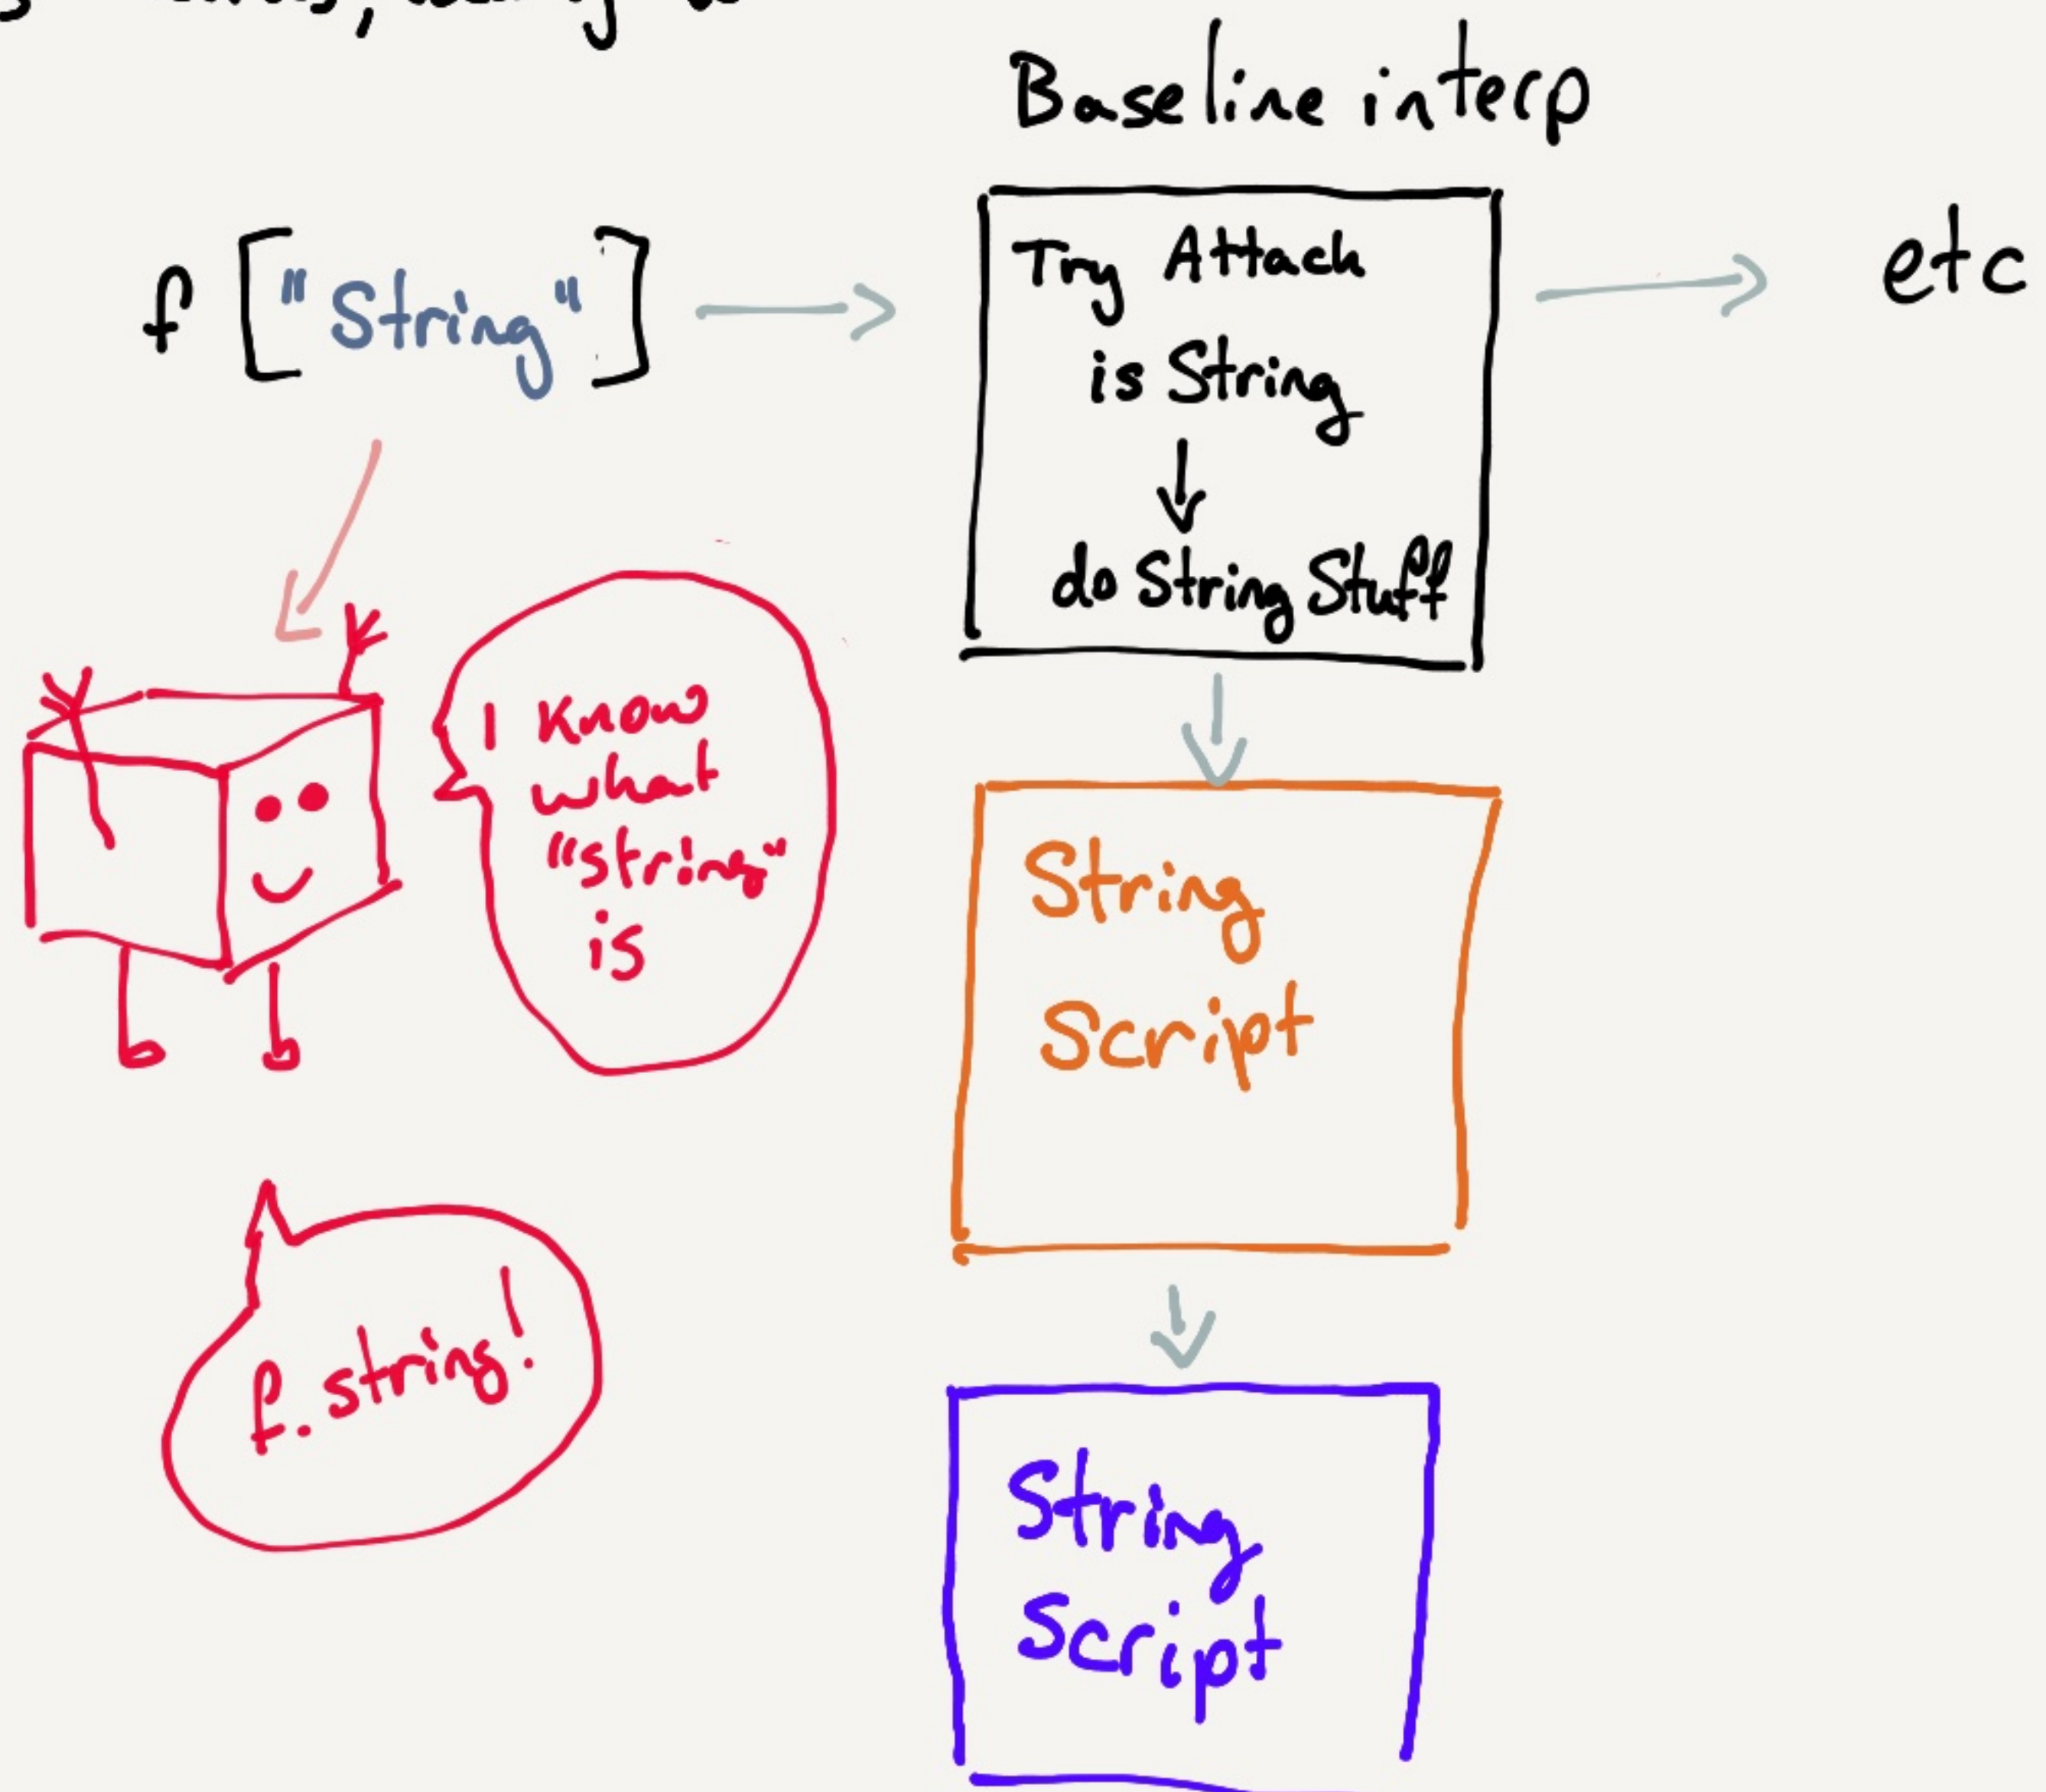 Baseline interp
f ["String"]
Try Attach
is String
do String Stuff
etc
I know
what
"string"
is
f.string!
String
Script
String
Script